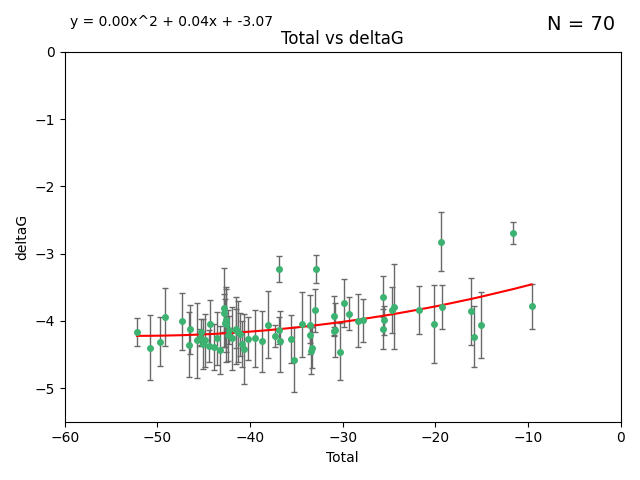 y = 0.00x^2 + 0.04x + -3.07
N = 70
Total vs deltaG
0
−1
−2
−3
−4
−5
deltaG
−60 −50 −40 −30 −20 −10 0
Total